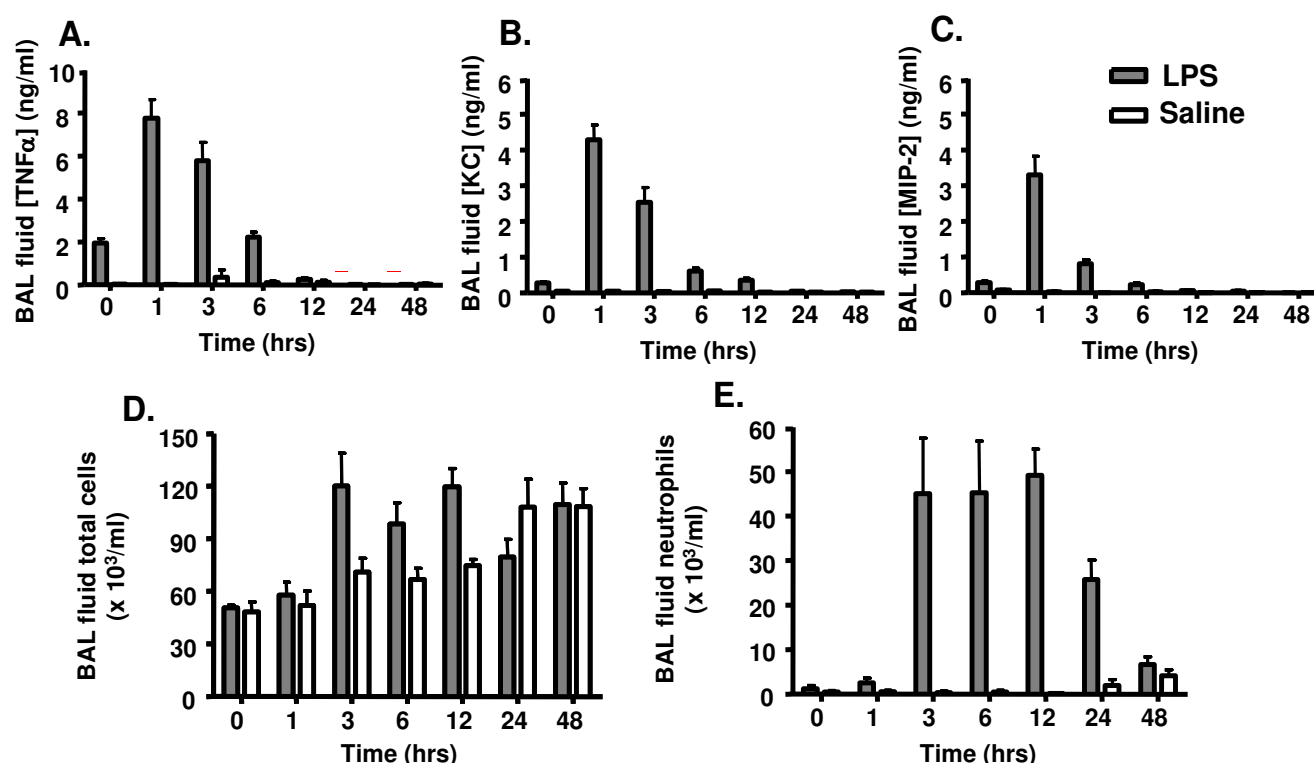 A.
BAL fluid [TNFα] (ng/ml)
10
8
6
4
2
0
0 1 3 6 12 24 48
Time (hrs)
B.
BAL fluid [KC] (ng/ml)
6
5
4
3
2
1
0
0 1 3 6 12 24 48
Time (hrs)
C.
BAL fluid [MIP-2] (ng/ml)
6
5
4
3
2
1
0
0 1 3 6 12 24 48
Time (hrs)
LPS
Saline
D.
BAL fluid total cells
(x 10³/ml)
150
120
90
60
30
0
0 1 3 6 12 24 48
Time (hrs)
E.
BAL fluid neutrophils
(x 10³/ml)
60
50
40
30
20
10
0
0 1 3 6 12 24 48
Time (hrs)